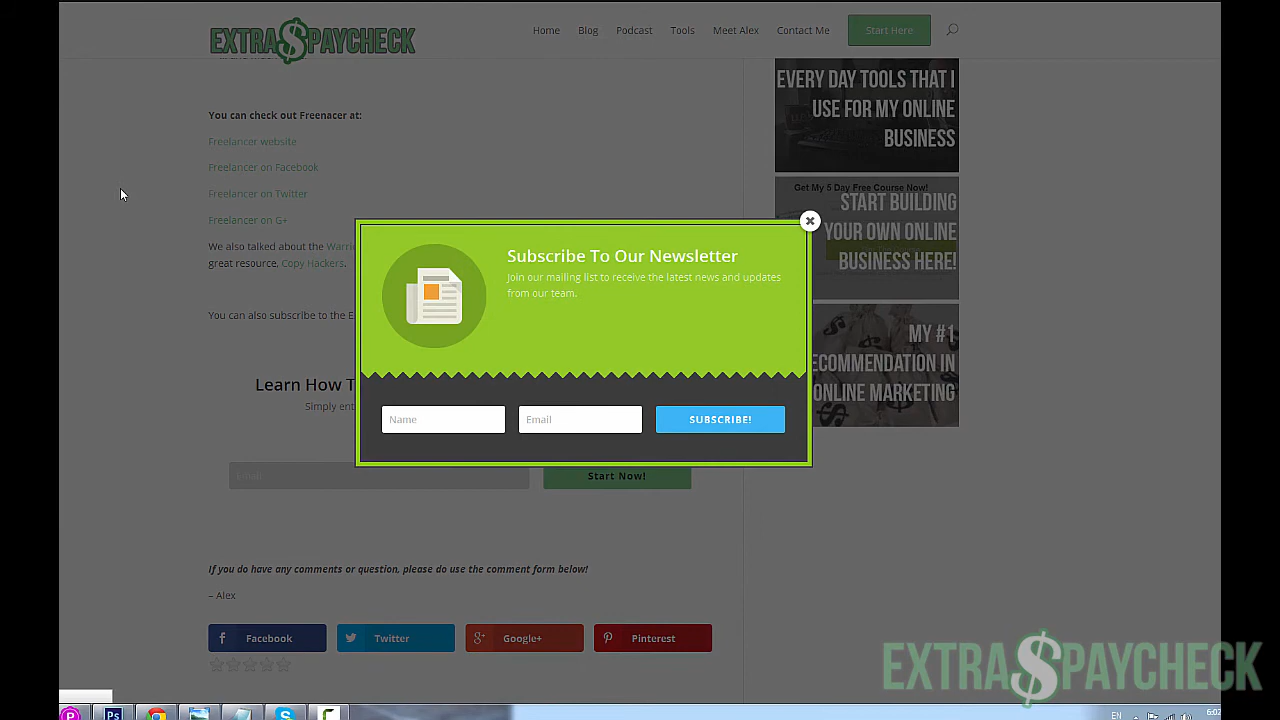 EXTRA$PAYCHECK
Home Blog Podcast Tools Meet Alex Contact Me Start Here
You can check out Freenacer at:
Freelancer website
Freelancer on Facebook
Freelancer on Twitter
Freelancer on G+
We also talked about the
great resource, Copy Hackers.
You can also subscribe to the
Learn How
Simply
Email
Start Now!
Subscribe To Our Newsletter
Join our mailing list to receive the latest news and updates
from our team.
Name
Email
SUBSCRIBE!
EVERY DAY TOOLS THAT I
USE FOR MY ONLINE
BUSINESS
Get My 5 Day Free Course Now!
START BUILDING
YOUR OWN ONLINE
BUSINESS HERE!
MY #1
IN
ONLINE MARKETING
If you do have any comments or question, please do use the comment form below!
– Alex
Facebook Twitter Google+ Pinterest
EXTRA$PAYCHECK
Ps
EN